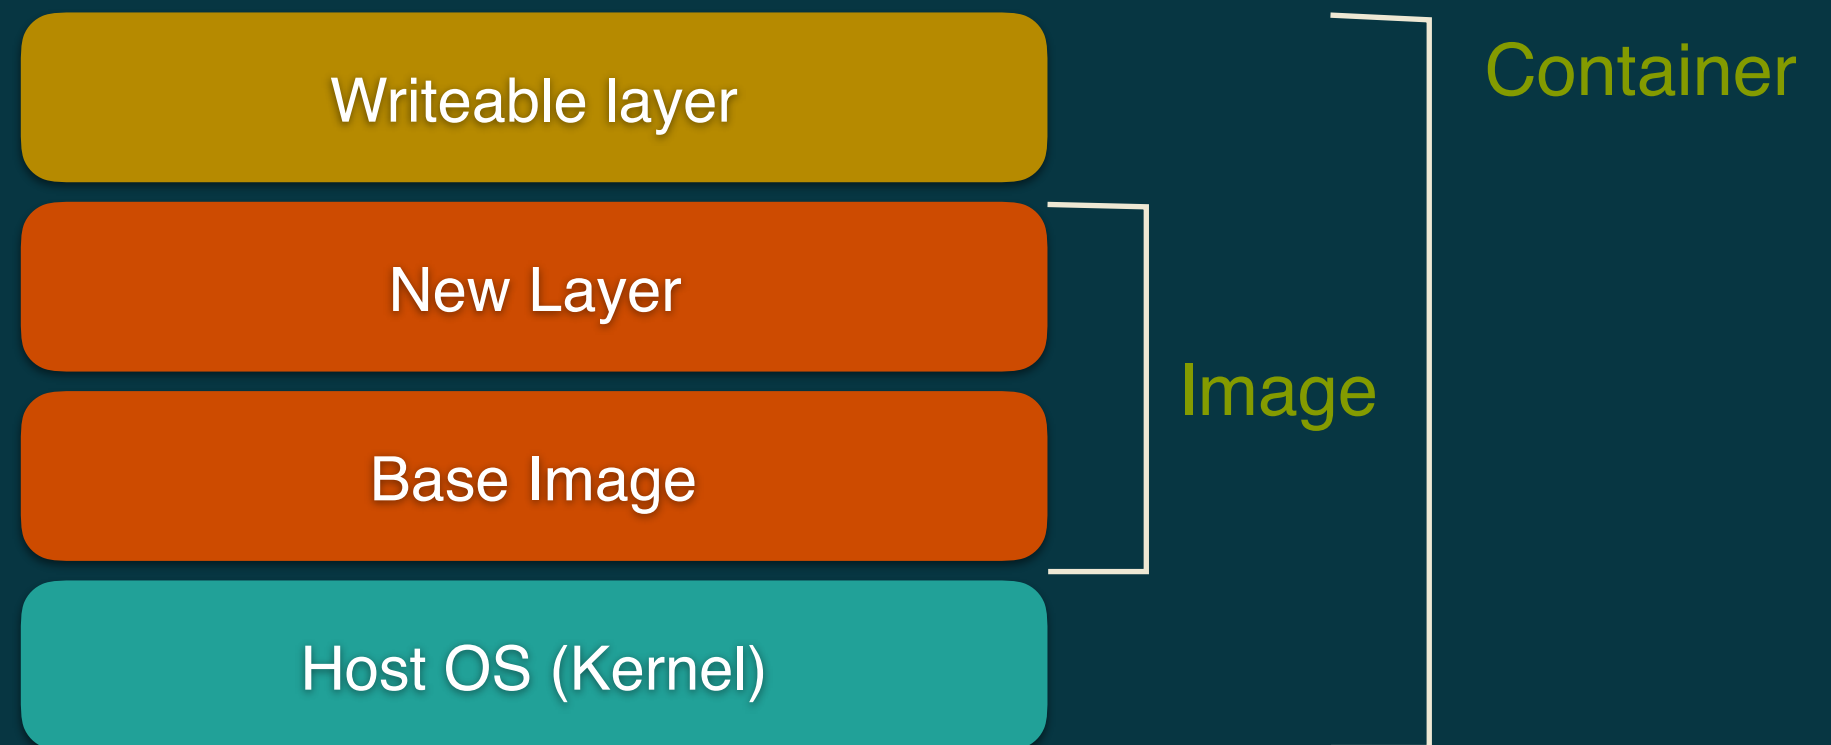 Writeable layer
Container
New Layer
Image
Base Image
Host OS (Kernel)